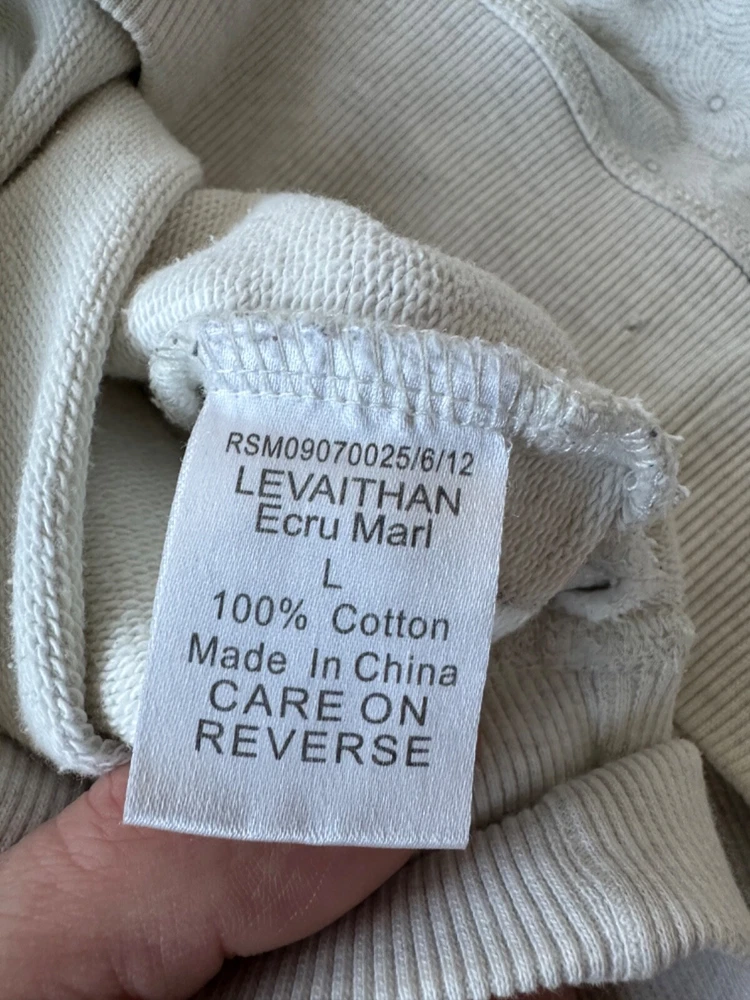 RSM09070025/6/12
LEVAITHAN
Ecru Marl
L
100% Cotton
Made In China
CARE ON
REVERSE